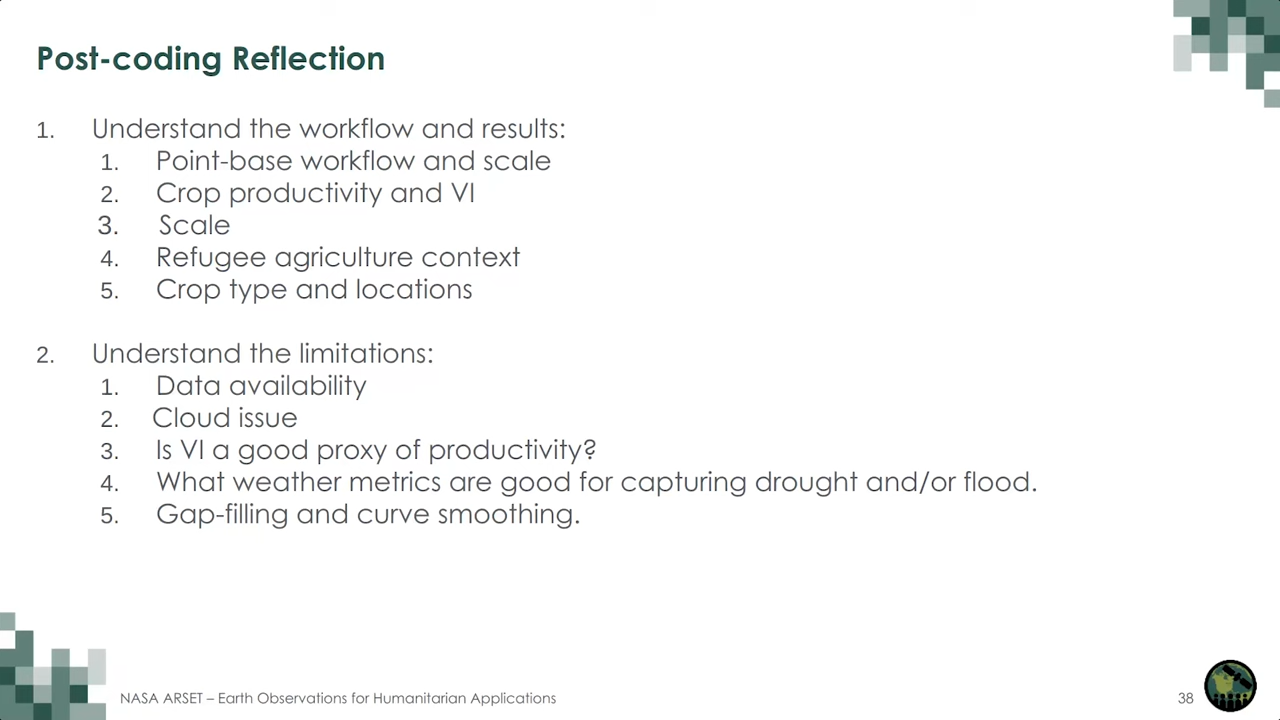 Post-coding Reflection
1. Understand the workflow and results:
1. Point-base workflow and scale
2. Crop productivity and VI
3. Scale
4. Refugee agriculture context
5. Crop type and locations
2. Understand the limitations:
1. Data availability
2. Cloud issue
3. Is VI a good proxy of productivity?
4. What weather metrics are good for capturing drought and/or flood.
5. Gap-filling and curve smoothing.
NASA ARSET – Earth Observations for Humanitarian Applications
38